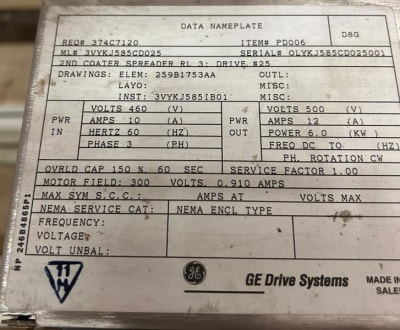 DATA NAMEPLATE
D8G
REQ# 374C7120 ITEM# PD006
ML# 3VYKJ585CD025 SERIAL# OLYKJ585CD025001
2ND COATER SPREADER RL 3: DRIVE #25
DRAWINGS: ELEM: 259B1753AA OUTL:
LAYO: MISC:
INST: 3VYKJ585IB01 MISC:
PWR IN
VOLTS 460 (V)
AMPS 10 (A)
HERTZ 60 (HZ)
PHASE 3 (PH)
PWR OUT
VOLTS 500 (V)
AMPS 12 (A)
POWER 6.0 (KW)
FREQ DC TO (HZ)
PH. ROTATION CW
OVRLD CAP 150 %, 60 SEC SERVICE FACTOR 1.00
MOTOR FIELD: 300 VOLTS, 0.910 AMPS
MAX SYM S.C.C.: AMPS AT VOLTS MAX
NEMA SERVICE CAT: NEMA ENCL TYPE
FREQUENCY:
VOLTAGE:
VOLT UNBAL:
NP 246B4865P1
11
H
GE
GE Drive Systems
MADE IN
SALE